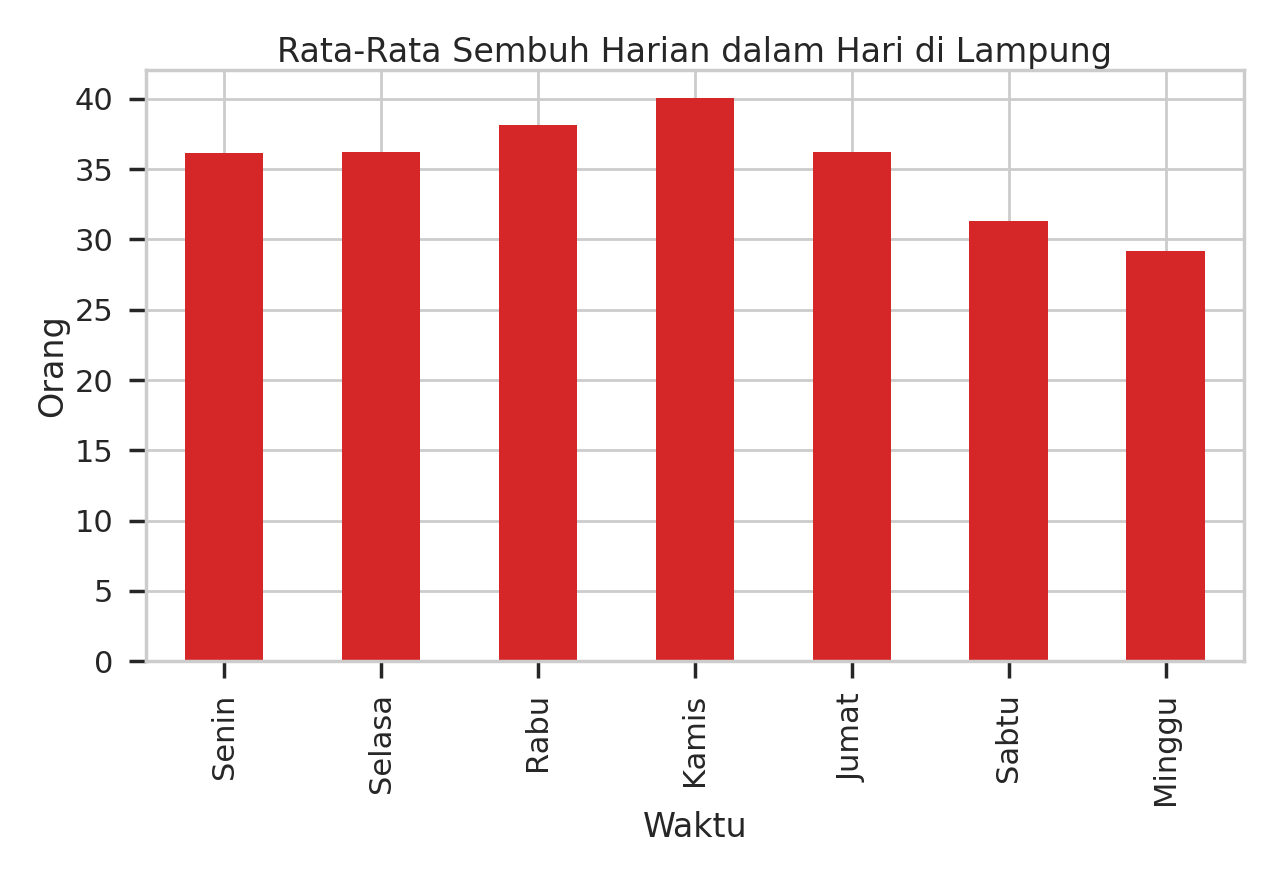 Rata-Rata Sembuh Harian dalam Hari di Lampung
Orang
40
35
30
25
20
15
10
5
0
Senin
Selasa
Rabu
Kamis
Jumat
Sabtu
Minggu
Waktu